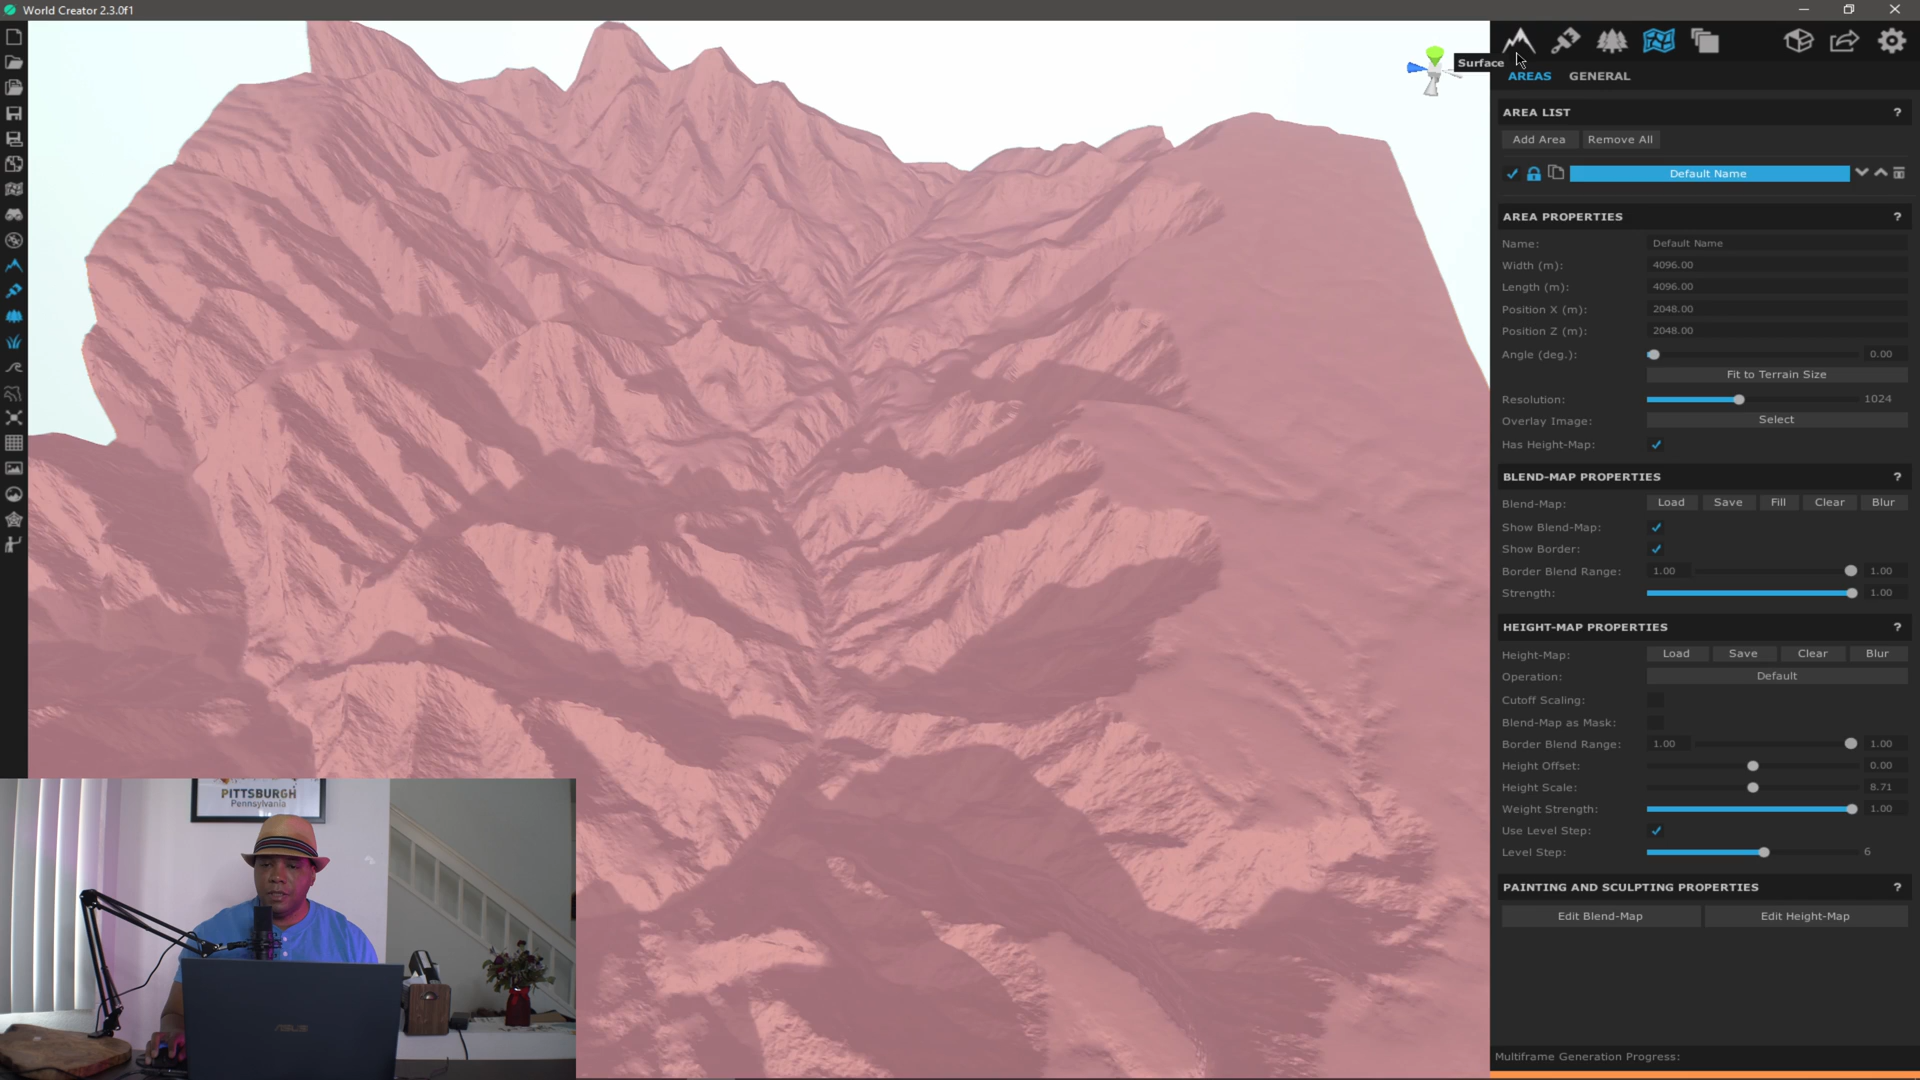 World Creator 2.3.0f1
Surface
AREAS GENERAL
AREA LIST ?
Add Area Remove All
Default Name
AREA PROPERTIES ?
Name: Default Name
Width (m): 4096.00
Length (m): 4096.00
Position X (m): 2048.00
Position Z (m): 2048.00
Angle (deg.): 0.00
Fit to Terrain Size
Resolution: 1024
Overlay Image: Select
Has Height-Map:
BLEND-MAP PROPERTIES ?
Blend-Map: Load Save Fill Clear Blur
Show Blend-Map:
Show Border:
Border Blend Range: 1.00 1.00
Strength: 1.00
HEIGHT-MAP PROPERTIES ?
Height-Map: Load Save Clear Blur
Operation: Default
Cutoff Scaling:
Blend-Map as Mask:
Border Blend Range: 1.00 1.00
Height Offset: 0.00
Height Scale: 8.71
Weight Strength: 1.00
Use Level Step:
Level Step: 6
PAINTING AND SCULPTING PROPERTIES ?
Edit Blend-Map Edit Height-Map
Multiframe Generation Progress:
PITTSBURGH
Pennsylvania
ASUS